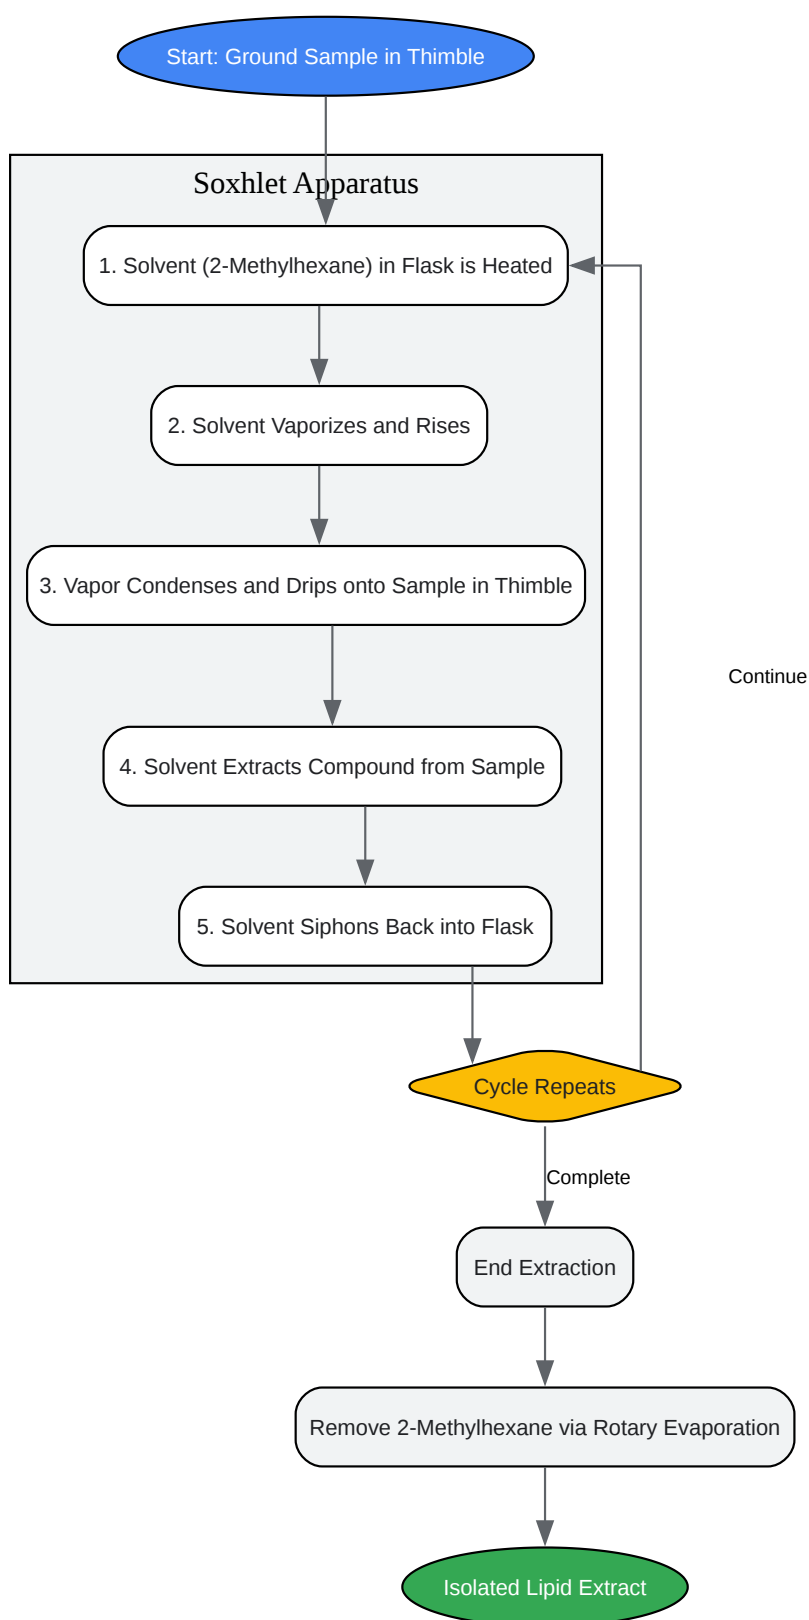 Start: Ground Sample in Thimble
Soxhlet Apparatus
1. Solvent (2-Methylhexane) in Flask is Heated
2. Solvent Vaporizes and Rises
3. Vapor Condenses and Drips onto Sample in Thimble
Continue
4. Solvent Extracts Compound from Sample
5. Solvent Siphons Back into Flask
Cycle Repeats
Complete
End Extraction
Remove 2-Methylhexane via Rotary Evaporation
Isolated Lipid Extract